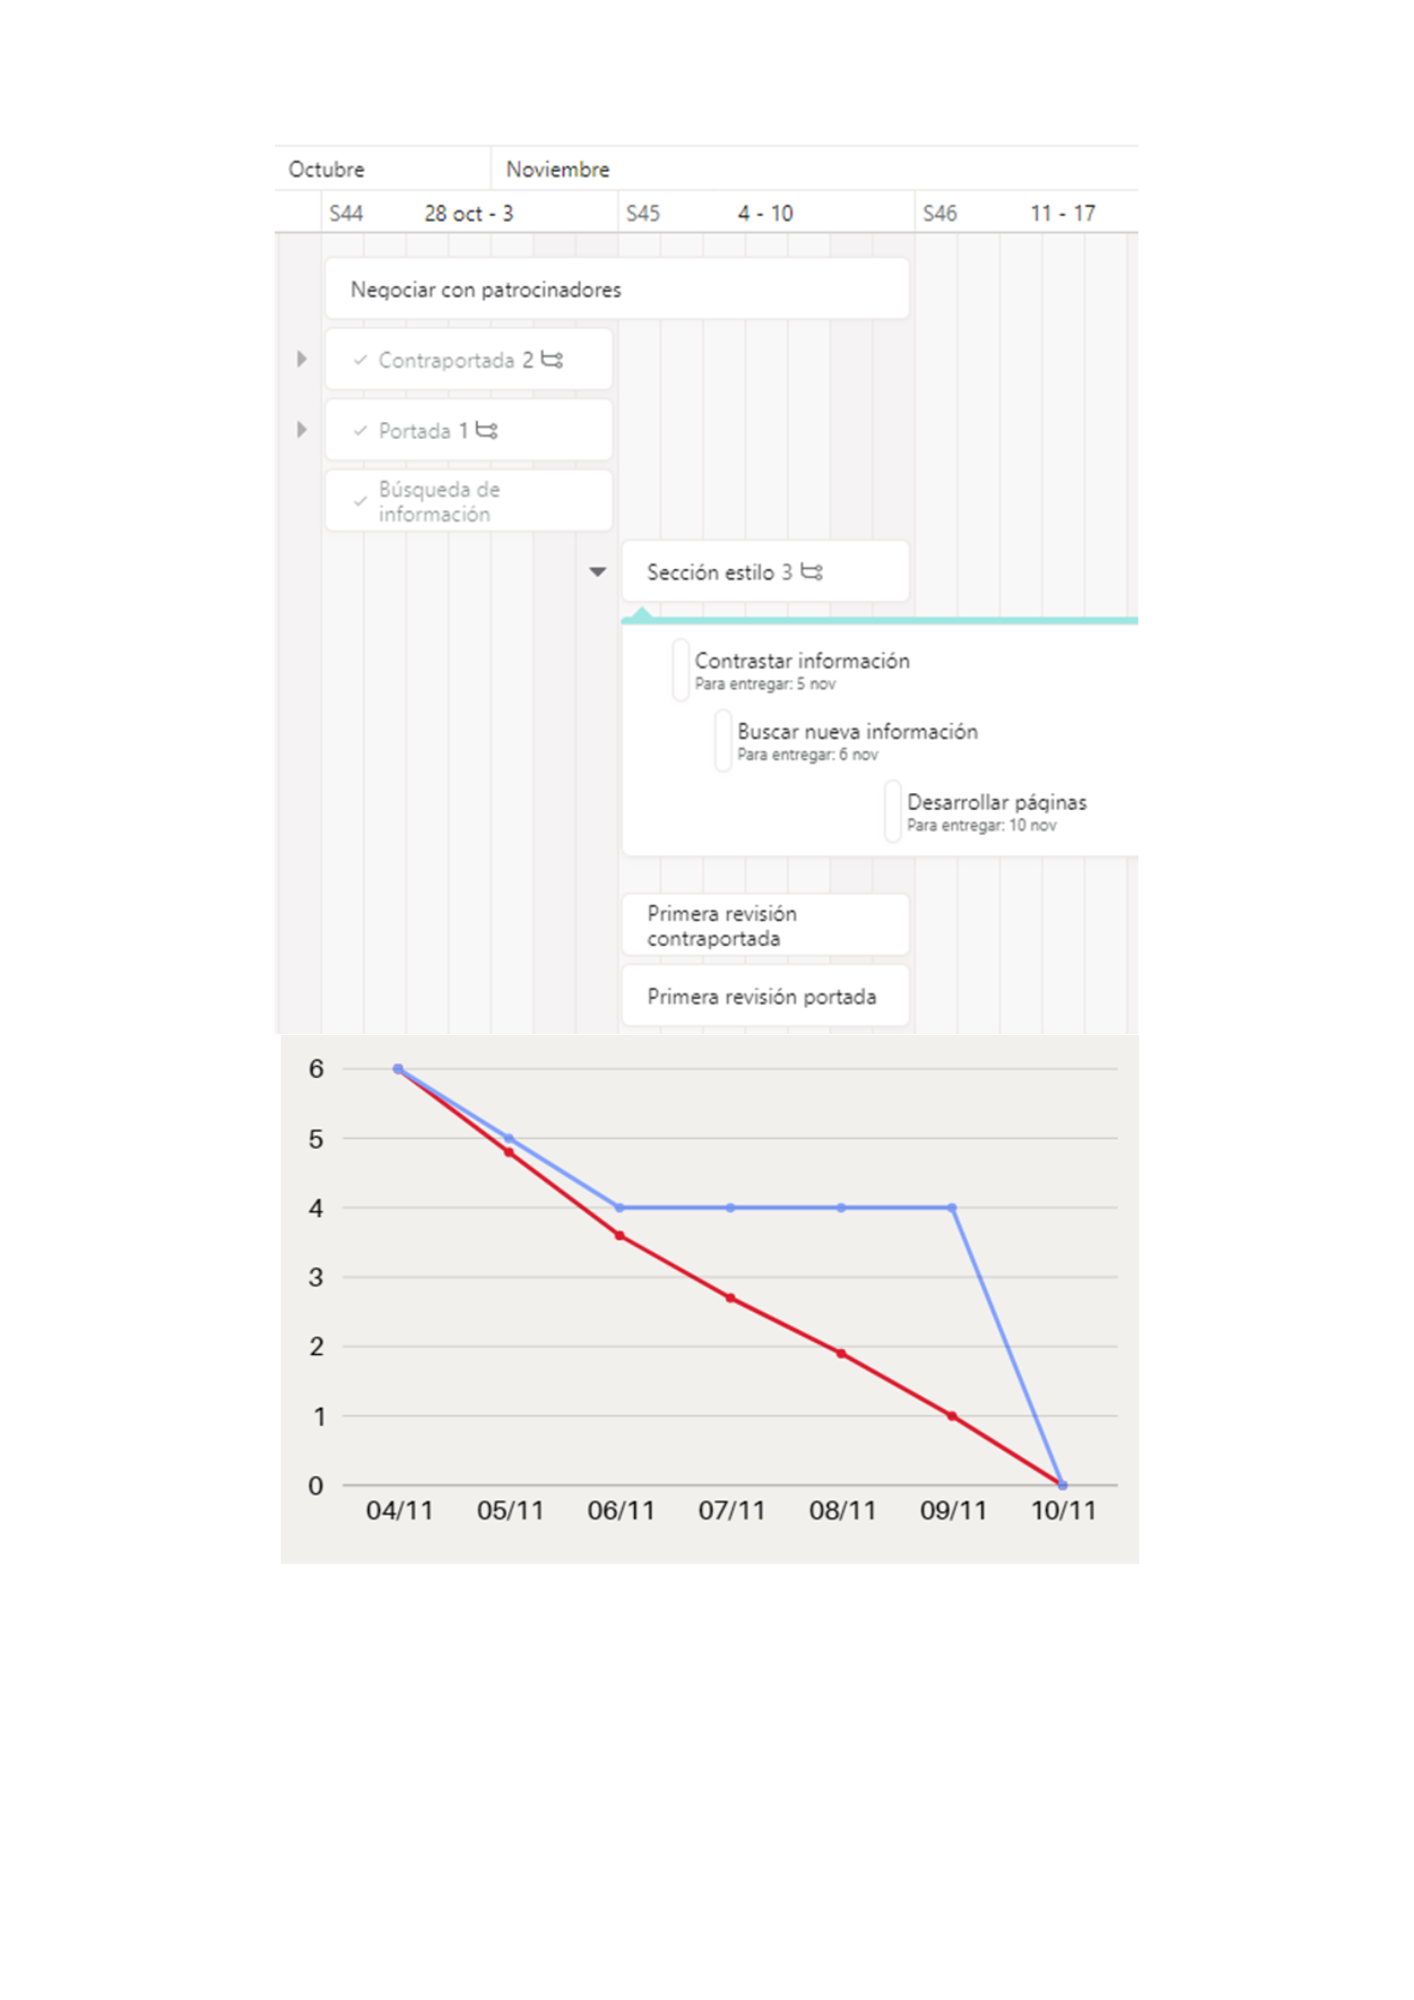 Octubre Noviembre
S44 28 oct - 3 S45 4 - 10 S46 11 - 17
Negociar con patrocinadores
Contraportada 2
Portada 1
Búsqueda de
información
Sección estilo 3
Contrastar información
Para entregar: 5 nov
Buscar nueva información
Para entregar: 6 nov
Desarrollar páginas
Para entregar: 10 nov
Primera revisión
contraportada
Primera revisión portada
6
5
4
3
2
1
0
04/11 05/11 06/11 07/11 08/11 09/11 10/11